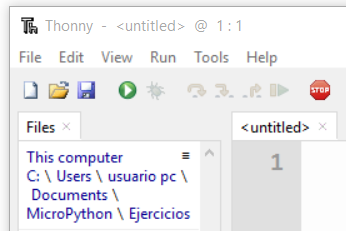 Thonny - <untitled> @ 1:1
File Edit View Run Tools Help
STOP
Files × <untitled> ×
This computer
C: \ Users \ usuario pc \
Documents \
MicroPython \ Ejercicios
1